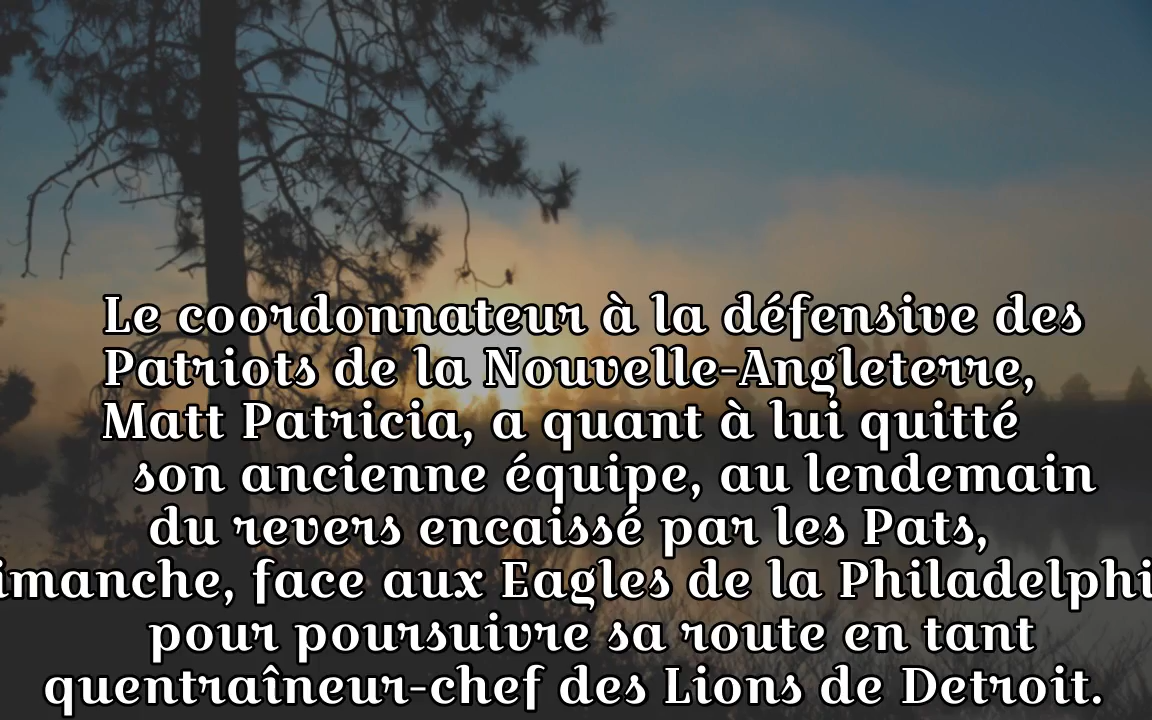 Le coordonnateur à la défensive des
Patriots de la Nouvelle-Angleterre,
Matt Patricia, a quant à lui quitté
son ancienne équipe, au lendemain
du revers encaissé par les Pats,
imanche, face aux Eagles de la Philadelphi
pour poursuivre sa route en tant
quentraîneur-chef des Lions de Detroit.